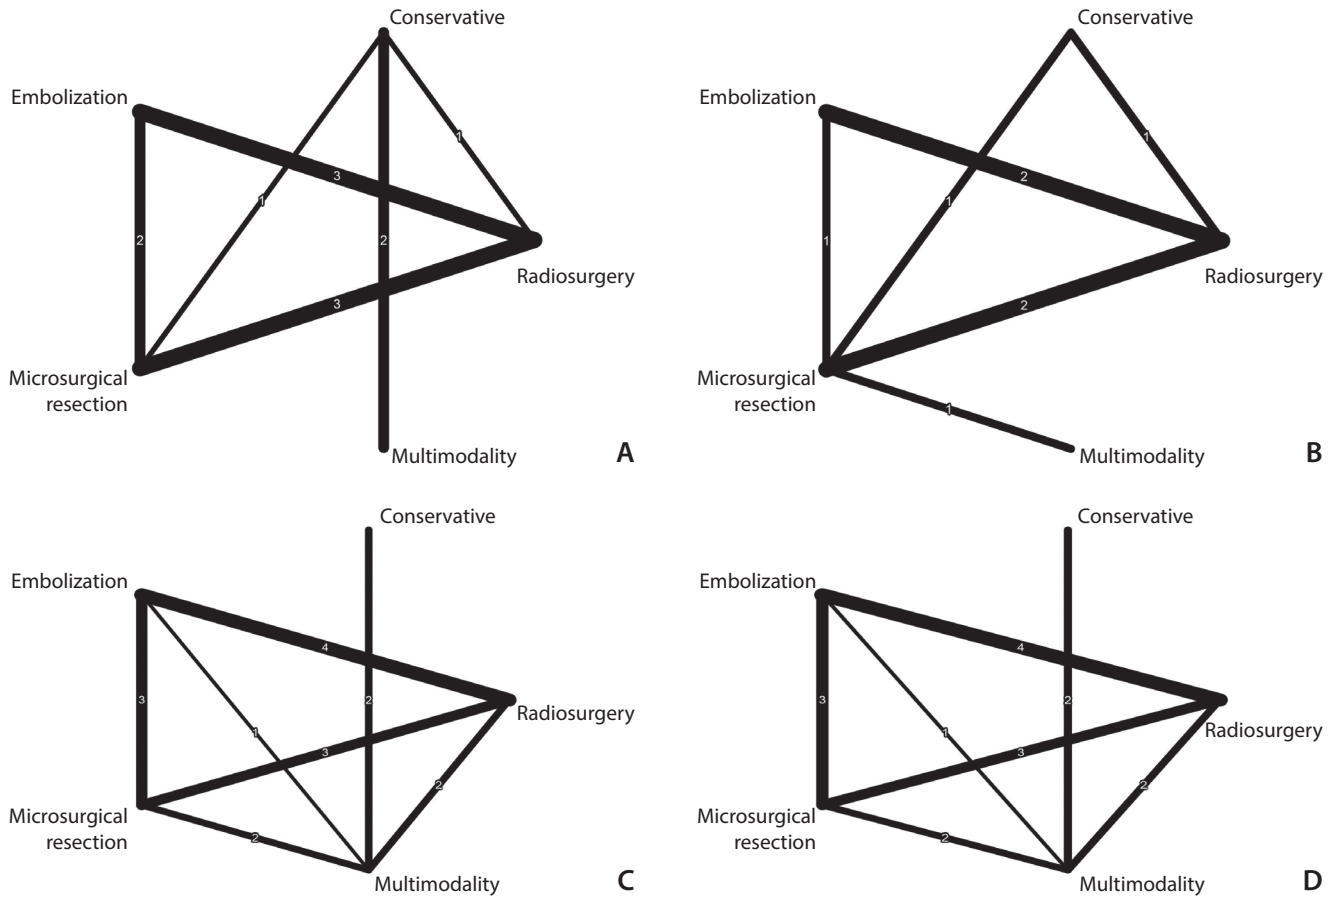 Conservative
Embolization
1
3
1
2
2
Radiosurgery
3
Microsurgical
resection
Multimodality
A
Conservative
Embolization
1
2
1
1
Radiosurgery
2
Microsurgical
resection
1
Multimodality
B
Conservative
Embolization
4
3
2
Radiosurgery
1
3
2
Microsurgical
resection
2
Multimodality
C
Conservative
Embolization
4
3
2
Radiosurgery
1
3
2
Microsurgical
resection
2
Multimodality
D